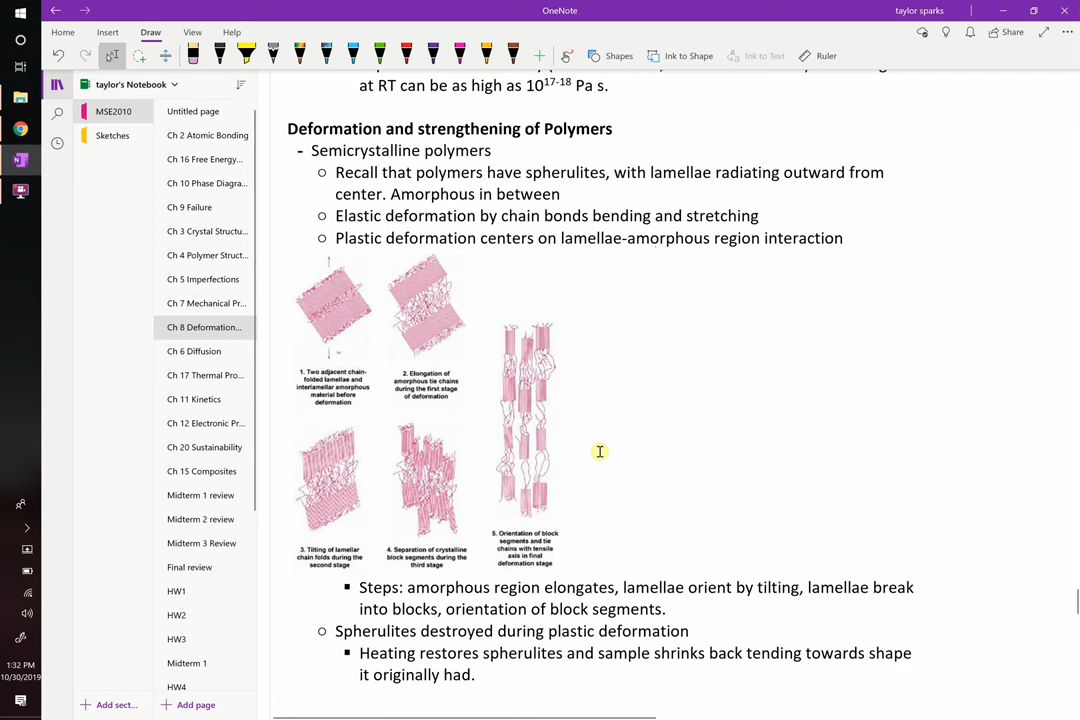 OneNote
taylor sparks
Home
Insert
Draw
View
Help
Share
Shapes
Ink to Shape
Ink to Text
Ruler
taylor's Notebook
MSE2010
Sketches
Untitled page
Ch 2 Atomic Bonding
Ch 16 Free Energy...
Ch 10 Phase Diagra...
Ch 9 Failure
Ch 3 Crystal Structu...
Ch 4 Polymer Struct...
Ch 5 Imperfections
Ch 7 Mechanical Pr...
Ch 8 Deformation...
Ch 6 Diffusion
Ch 17 Thermal Pro...
Ch 11 Kinetics
Ch 12 Electronic Pr...
Ch 20 Sustainability
Ch 15 Composites
Midterm 1 review
Midterm 2 review
Midterm 3 Review
Final review
HW1
HW2
HW3
Midterm 1
HW4
Add sect...
Add page
at RT can be as high as 10^17-18 Pa s.
Deformation and strengthening of Polymers
- Semicrystalline polymers
○ Recall that polymers have spherulites, with lamellae radiating outward from
center. Amorphous in between
○ Elastic deformation by chain bonds bending and stretching
○ Plastic deformation centers on lamellae-amorphous region interaction
1. Two adjacent chain-
folded lamellae and
interlamellar amorphous
material before
deformation
2. Elongation of
amorphous tie chains
during the first stage
of deformation
3. Tilting of lamellar
chain folds during the
second stage
4. Separation of crystalline
block segments during the
third stage
5. Orientation of block
segments and tie
chains with tensile
axis in final
deformation stage
▪ Steps: amorphous region elongates, lamellae orient by tilting, lamellae break
into blocks, orientation of block segments.
○ Spherulites destroyed during plastic deformation
▪ Heating restores spherulites and sample shrinks back tending towards shape
it originally had.
1:32 PM
10/30/2019